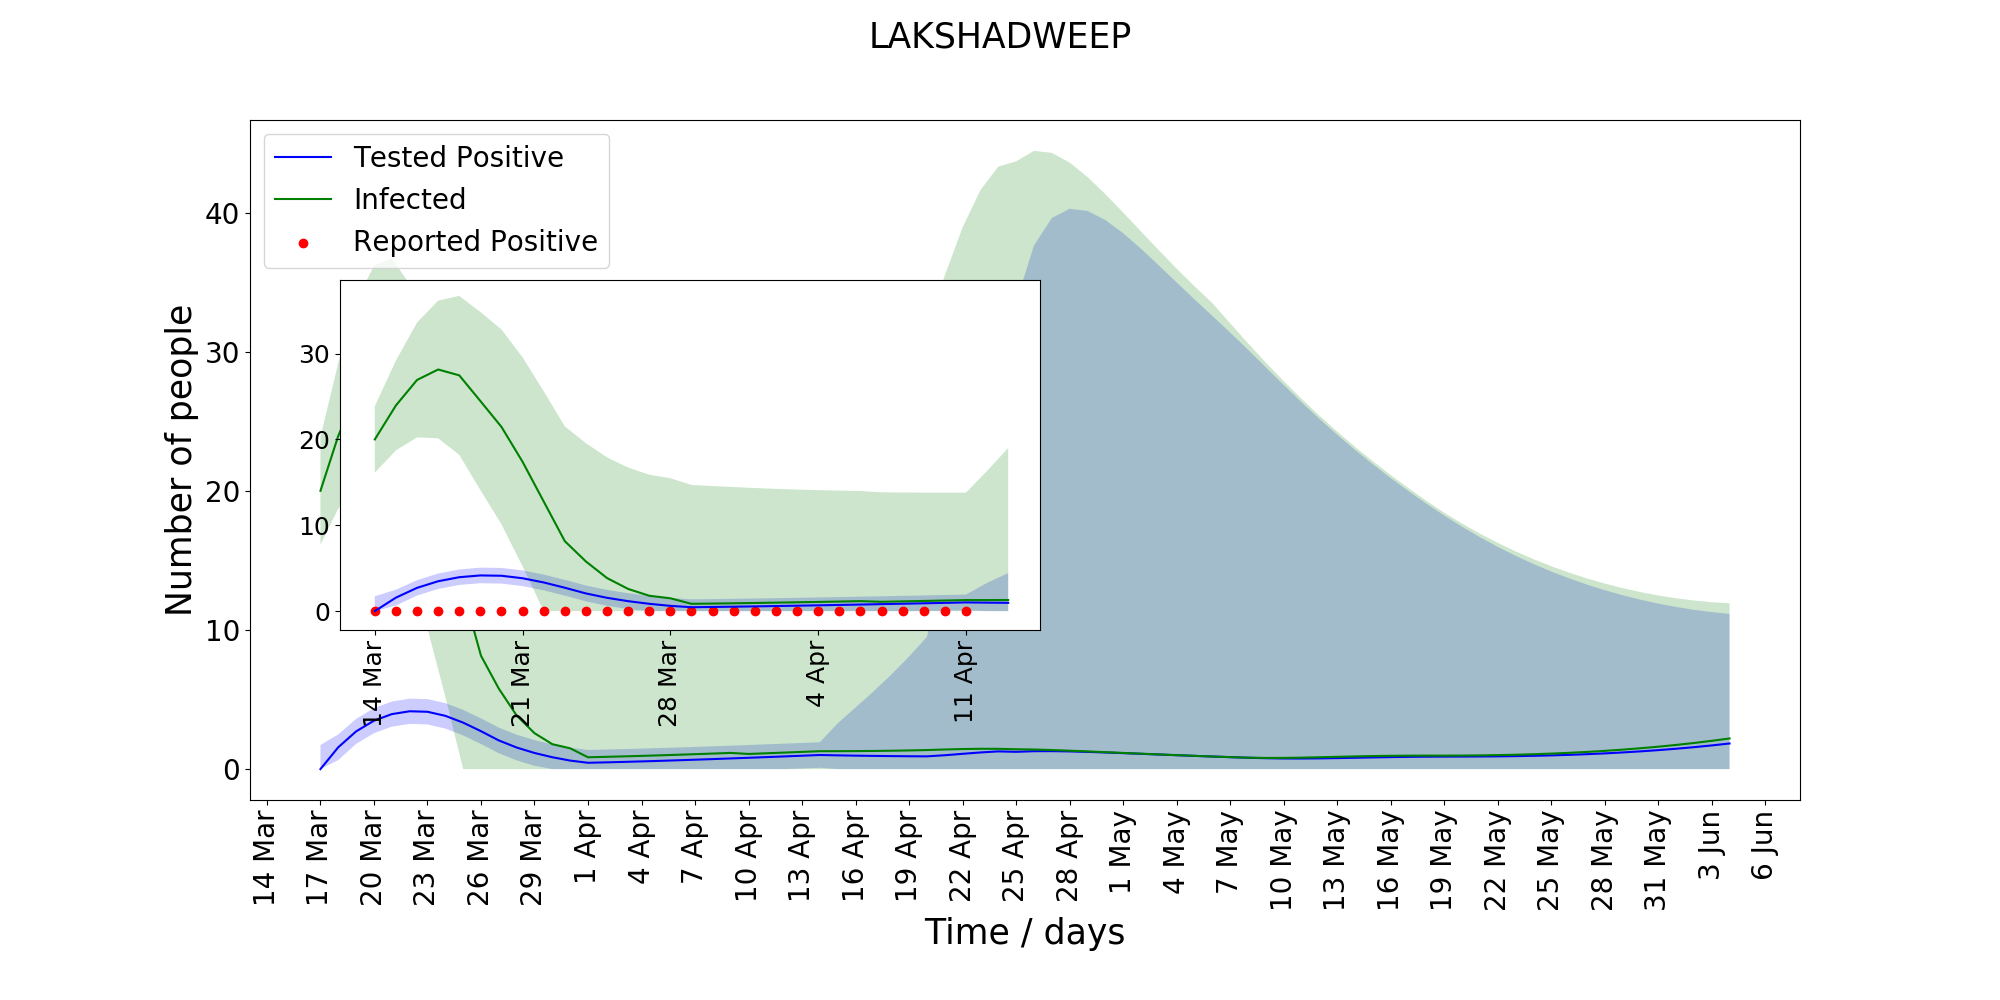 LAKSHADWEEP
Tested Positive
Infected
Reported Positive
Number of people
40
30
20
10
0
30
20
10
0
14 Mar
21 Mar
28 Mar
4 Apr
11 Apr
14 Mar
17 Mar
20 Mar
23 Mar
26 Mar
29 Mar
1 Apr
4 Apr
7 Apr
10 Apr
13 Apr
16 Apr
19 Apr
22 Apr
25 Apr
28 Apr
1 May
4 May
7 May
10 May
13 May
16 May
19 May
22 May
25 May
28 May
31 May
3 Jun
6 Jun
Time / days